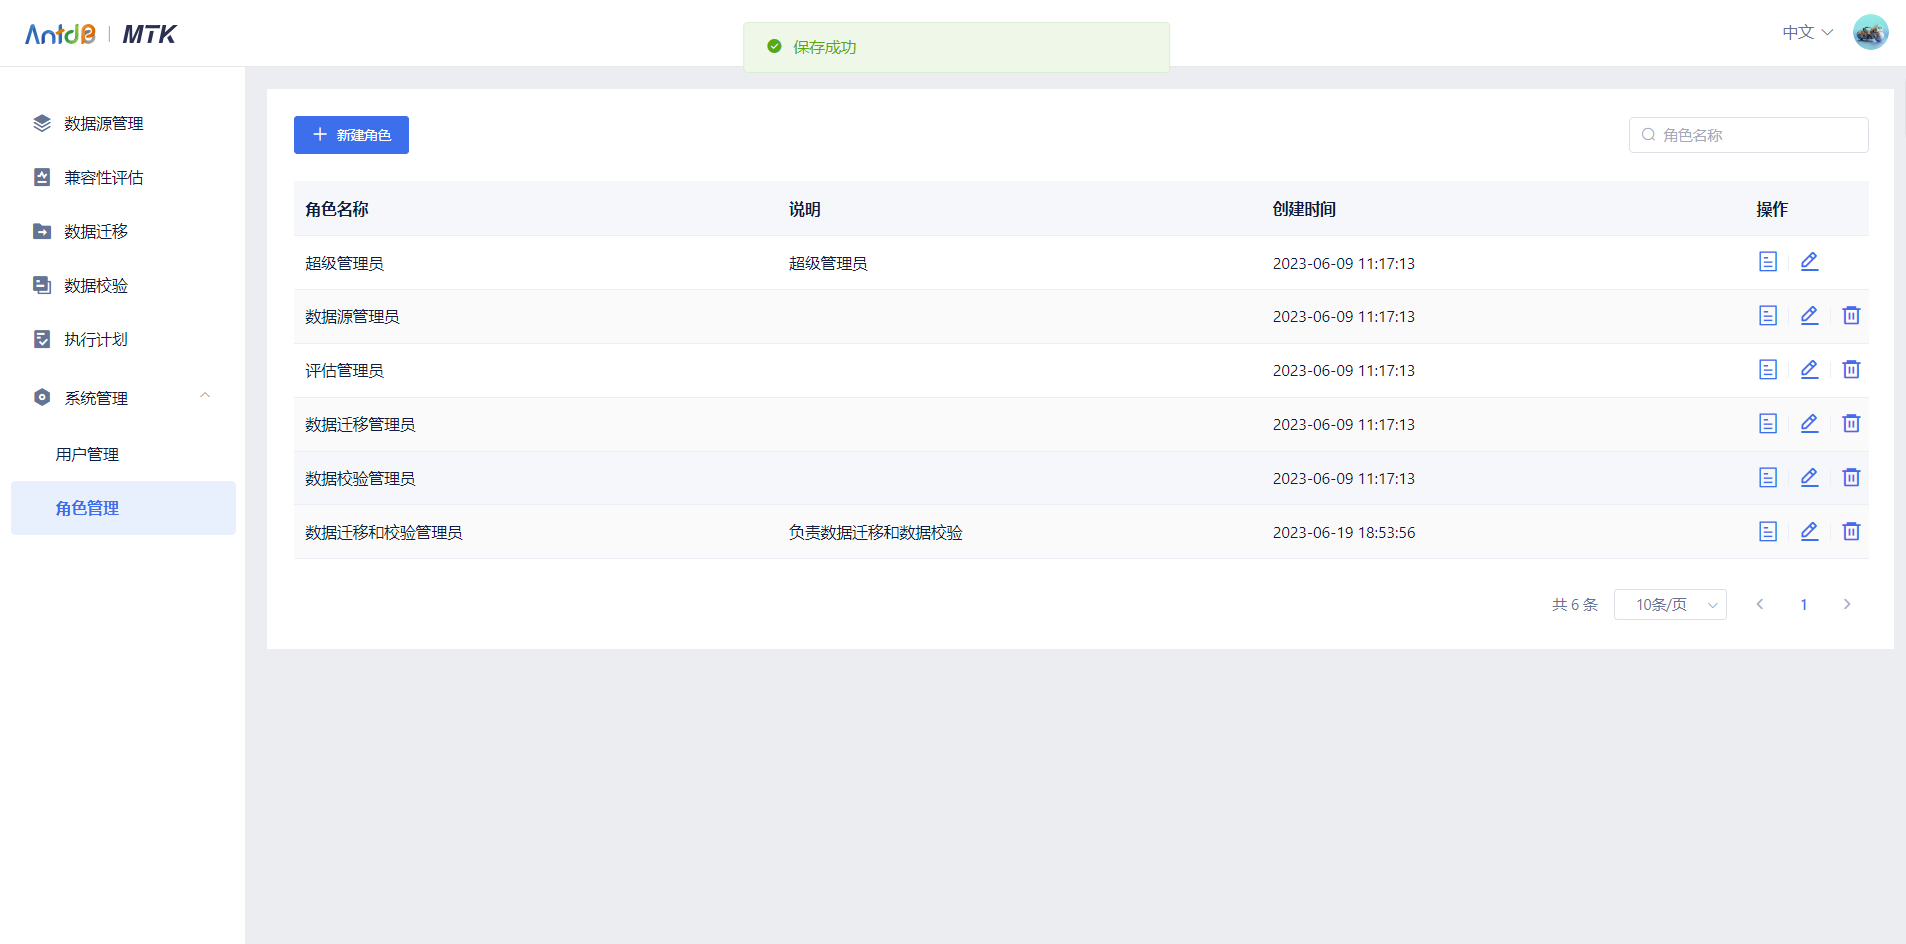 AntdB | MTK
保存成功
中文
数据源管理
兼容性评估
数据迁移
数据校验
执行计划
系统管理
用户管理
角色管理
新建角色
角色名称
角色名称 说明 创建时间 操作
超级管理员 超级管理员 2023-06-09 11:17:13
数据源管理员 2023-06-09 11:17:13
评估管理员 2023-06-09 11:17:13
数据迁移管理员 2023-06-09 11:17:13
数据校验管理员 2023-06-09 11:17:13
数据迁移和校验管理员 负责数据迁移和数据校验 2023-06-19 18:53:56
共 6 条 10条/页 1